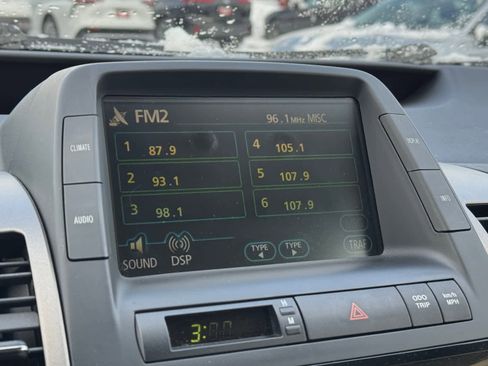 FM2 96.1 MHz MISC
1 87.9 4 105.1
2 93.1 5 107.9
3 98.1 6 107.9
SOUND DSP TYPE TYPE TRAF
CLIMATE
AUDIO
INFO
H
M
ODO TRIP
km/h MPH